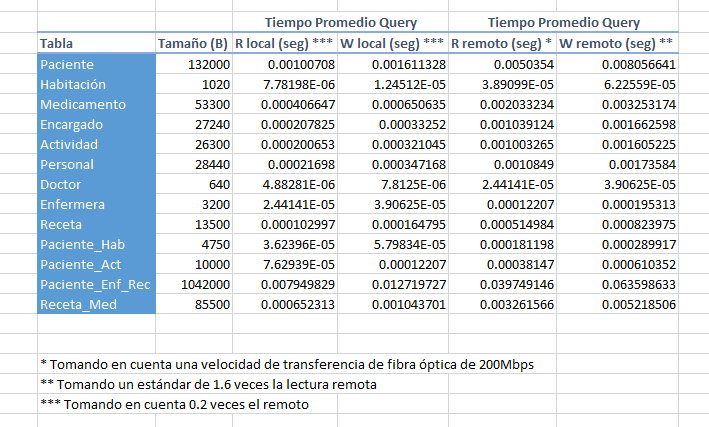 Tiempo Promedio Query Tiempo Promedio Query
Tabla Tamaño (B) R local (seg) *** W local (seg) *** R remoto (seg) * W remoto (seg) **
Paciente 132000 0.00100708 0.001611328 0.0050354 0.008056641
Habitación 1020 7.78198E-06 1.24512E-05 3.89099E-05 6.22559E-05
Medicamento 53300 0.000406647 0.000650635 0.002033234 0.003253174
Encargado 27240 0.000207825 0.00033252 0.001039124 0.001662598
Actividad 26300 0.000200653 0.000321045 0.001003265 0.001605225
Personal 28440 0.00021698 0.000347168 0.0010849 0.00173584
Doctor 640 4.88281E-06 7.8125E-06 2.44141E-05 3.90625E-05
Enfermera 3200 2.44141E-05 3.90625E-05 0.00012207 0.000195313
Receta 13500 0.000102997 0.000164795 0.000514984 0.000823975
Paciente_Hab 4750 3.62396E-05 5.79834E-05 0.000181198 0.000289917
Paciente_Act 10000 7.62939E-05 0.00012207 0.00038147 0.000610352
Paciente_Enf_Rec 1042000 0.007949829 0.012719727 0.039749146 0.063598633
Receta_Med 85500 0.000652313 0.001043701 0.003261566 0.005218506
* Tomando en cuenta una velocidad de transferencia de fibra óptica de 200Mbps
** Tomando un estándar de 1.6 veces la lectura remota
*** Tomando en cuenta 0.2 veces el remoto